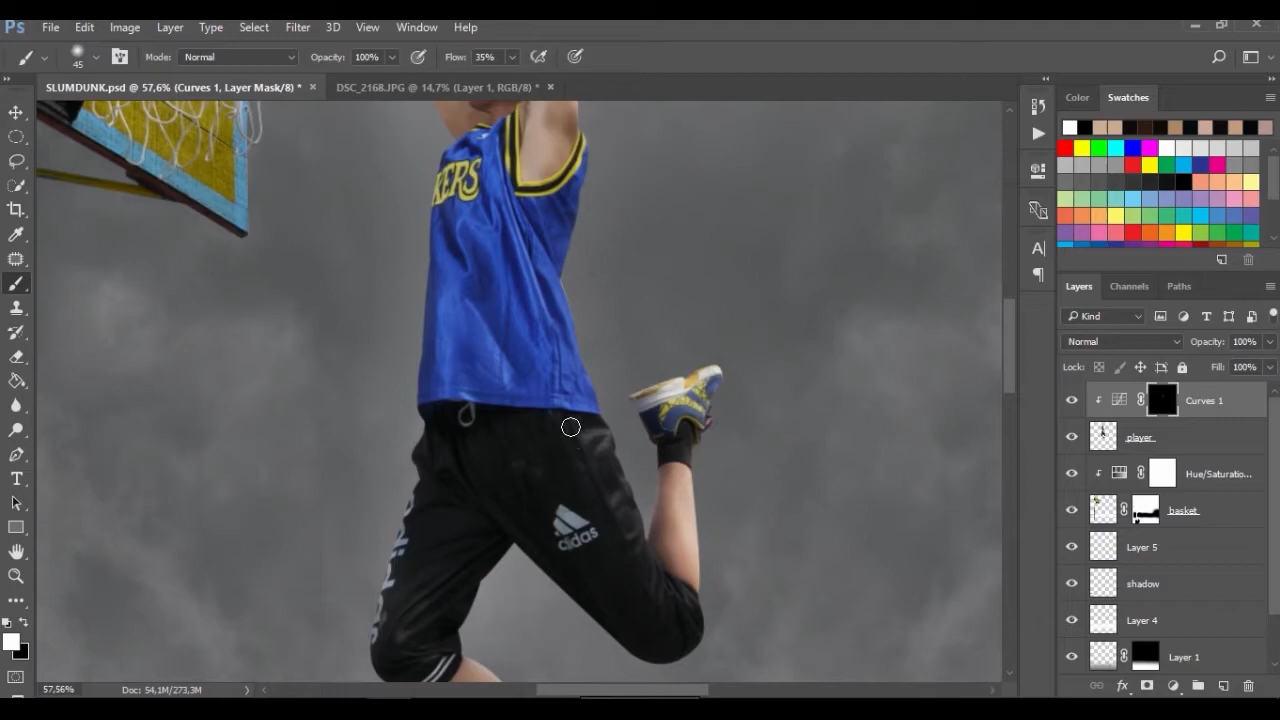 Ps File Edit Image Layer Type Select Filter 3D View Window Help
45 Mode: Normal Opacity: 100% Flow: 35%
SLUMDUNK.psd @ 57,6% (Curves 1, Layer Mask/8) * × DSC_2168.JPG @ 14,7% (Layer 1, RGB/8) * ×
Color Swatches
KERS
adidas
adidas
Layers Channels Paths
Kind
Normal Opacity: 100%
Lock: Fill: 100%
Curves 1
player
Hue/Saturatio...
basket
Layer 5
shadow
Layer 4
Layer 1
57,56% Doc: 54,1M/273,3M